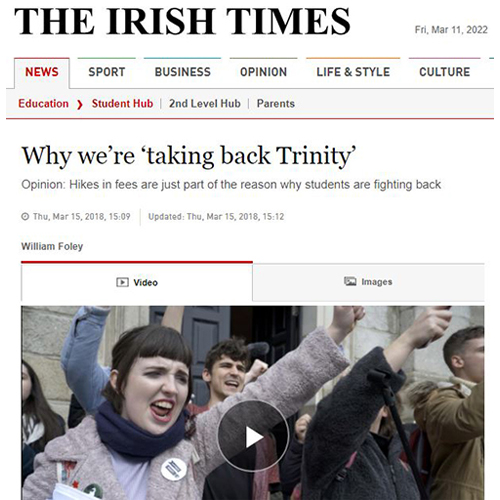 THE IRISH TIMES
Fri, Mar 11, 2022
NEWS SPORT BUSINESS OPINION LIFE & STYLE CULTURE
Education ❯ Student Hub | 2nd Level Hub | Parents
Why we're 'taking back Trinity'
Opinion: Hikes in fees are just part of the reason why students are fighting back
Thu, Mar 15, 2018, 15:09 Updated: Thu, Mar 15, 2018, 15:12
William Foley
Video Images